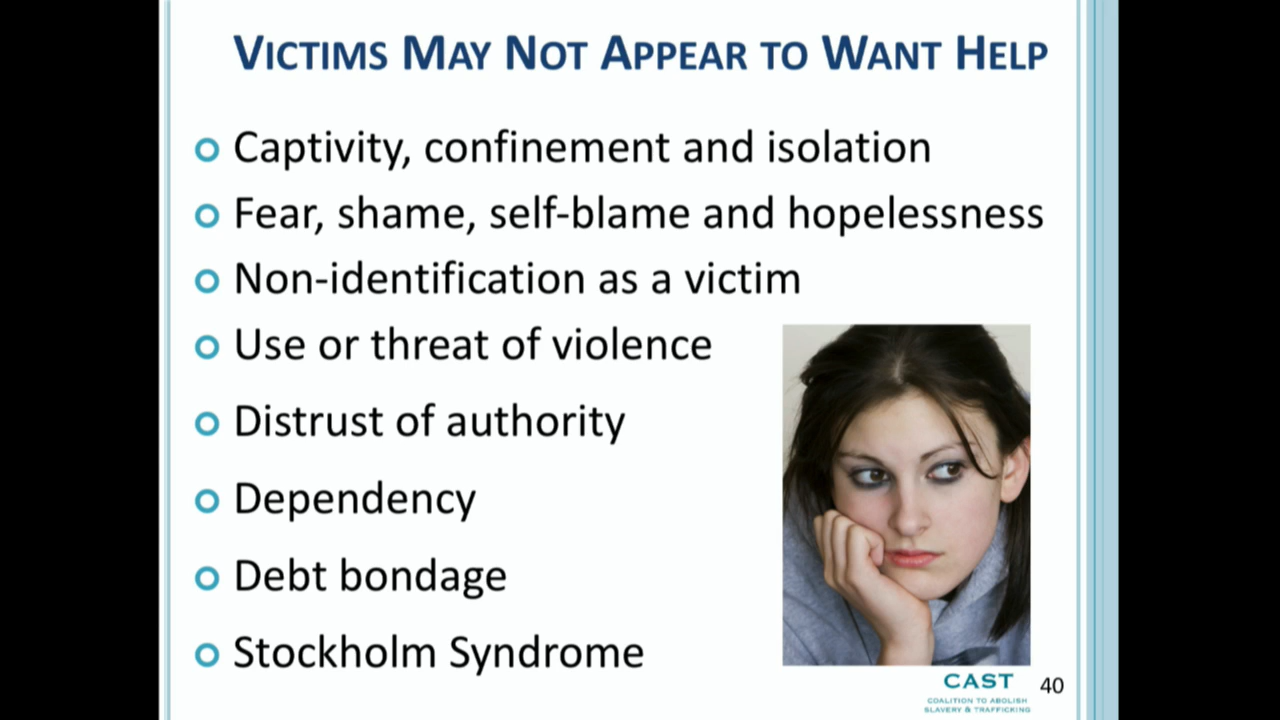 VICTIMS MAY NOT APPEAR TO WANT HELP
Captivity, confinement and isolation
Fear, shame, self-blame and hopelessness
Non-identification as a victim
Use or threat of violence
Distrust of authority
Dependency
Debt bondage
Stockholm Syndrome
CAST
COALITION TO ABOLISH
SLAVERY & TRAFFICKING
40